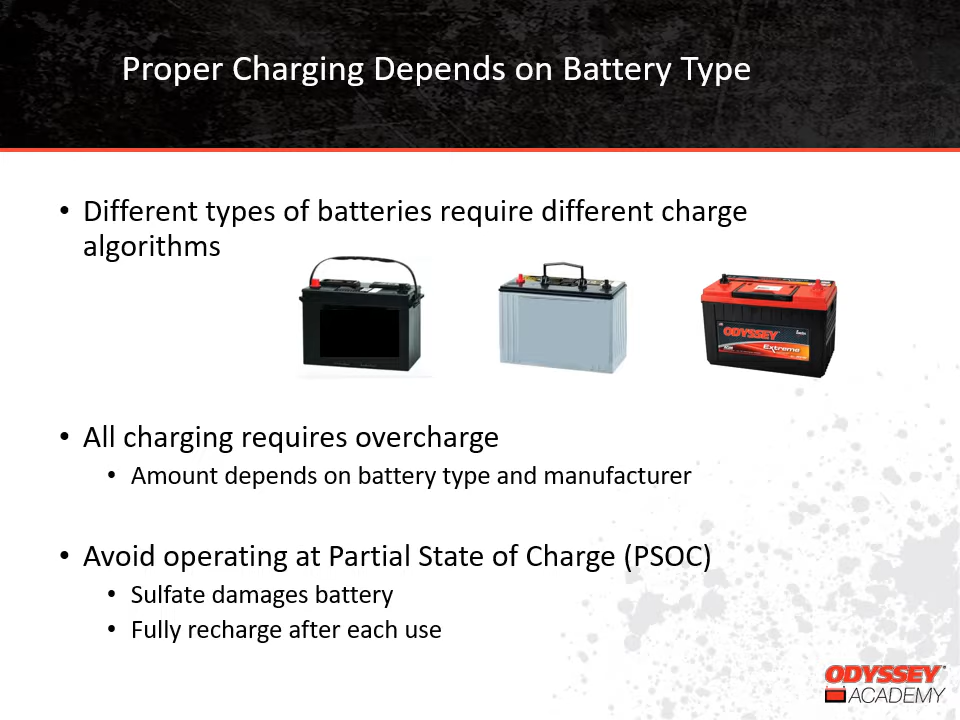 Proper Charging Depends on Battery Type
• Different types of batteries require different charge
algorithms
ODYSSEY
Extreme
• All charging requires overcharge
• Amount depends on battery type and manufacturer
• Avoid operating at Partial State of Charge (PSOC)
• Sulfate damages battery
• Fully recharge after each use
ODYSSEY
ACADEMY